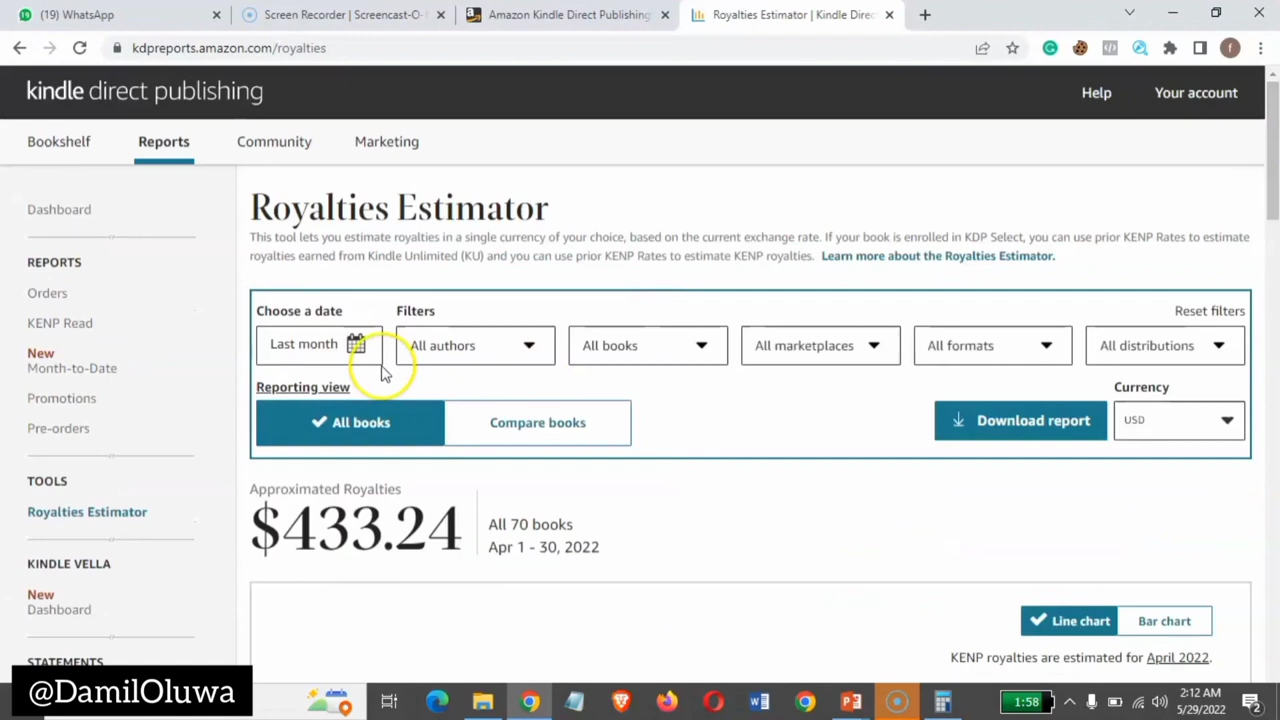 (19) WhatsApp
Screen Recorder | Screencast-O-
Amazon Kindle Direct Publishing
Royalties Estimator | Kindle Direc
kdpreports.amazon.com/royalties
kindle direct publishing
Help
Your account
Bookshelf
Reports
Community
Marketing
Dashboard
REPORTS
Orders
KENP Read
New
Month-to-Date
Promotions
Pre-orders
TOOLS
Royalties Estimator
KINDLE VELLA
New
Dashboard
STATEMENTS
Royalties Estimator
This tool lets you estimate royalties in a single currency of your choice, based on the current exchange rate. If your book is enrolled in KDP Select, you can use prior KENP Rates to estimate
royalties earned from Kindle Unlimited (KU) and you can use prior KENP Rates to estimate KENP royalties. Learn more about the Royalties Estimator.
Choose a date
Filters
Reset filters
Last month
All authors
All books
All marketplaces
All formats
All distributions
Reporting view
Currency
All books
Compare books
Download report
USD
Approximated Royalties
$433.24
All 70 books
Apr 1 - 30, 2022
Line chart
Bar chart
KENP royalties are estimated for April 2022.
@DamilOluwa
1:58
2:12 AM
5/29/2022
2